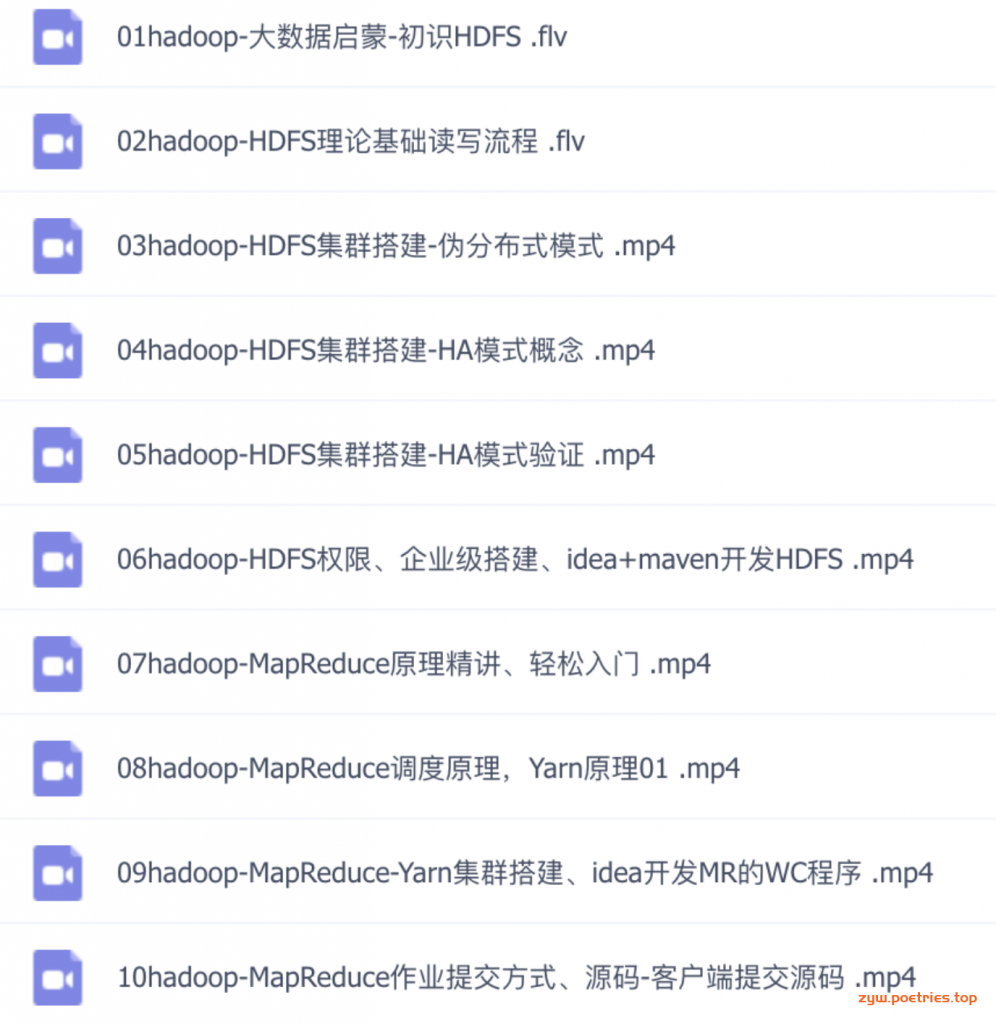 01hadoop-大数据启蒙-初识HDFS .flv
02hadoop-HDFS理论基础读写流程 .flv
03hadoop-HDFS集群搭建-伪分布式模式 .mp4
04hadoop-HDFS集群搭建-HA模式概念 .mp4
05hadoop-HDFS集群搭建-HA模式验证 .mp4
06hadoop-HDFS权限、企业级搭建、idea+maven开发HDFS .mp4
07hadoop-MapReduce原理精讲、轻松入门 .mp4
08hadoop-MapReduce调度原理，Yarn原理01 .mp4
09hadoop-MapReduce-Yarn集群搭建、idea开发MR的WC程序 .mp4
10hadoop-MapReduce作业提交方式、源码-客户端提交源码 .mp4
zyw.poetries.top